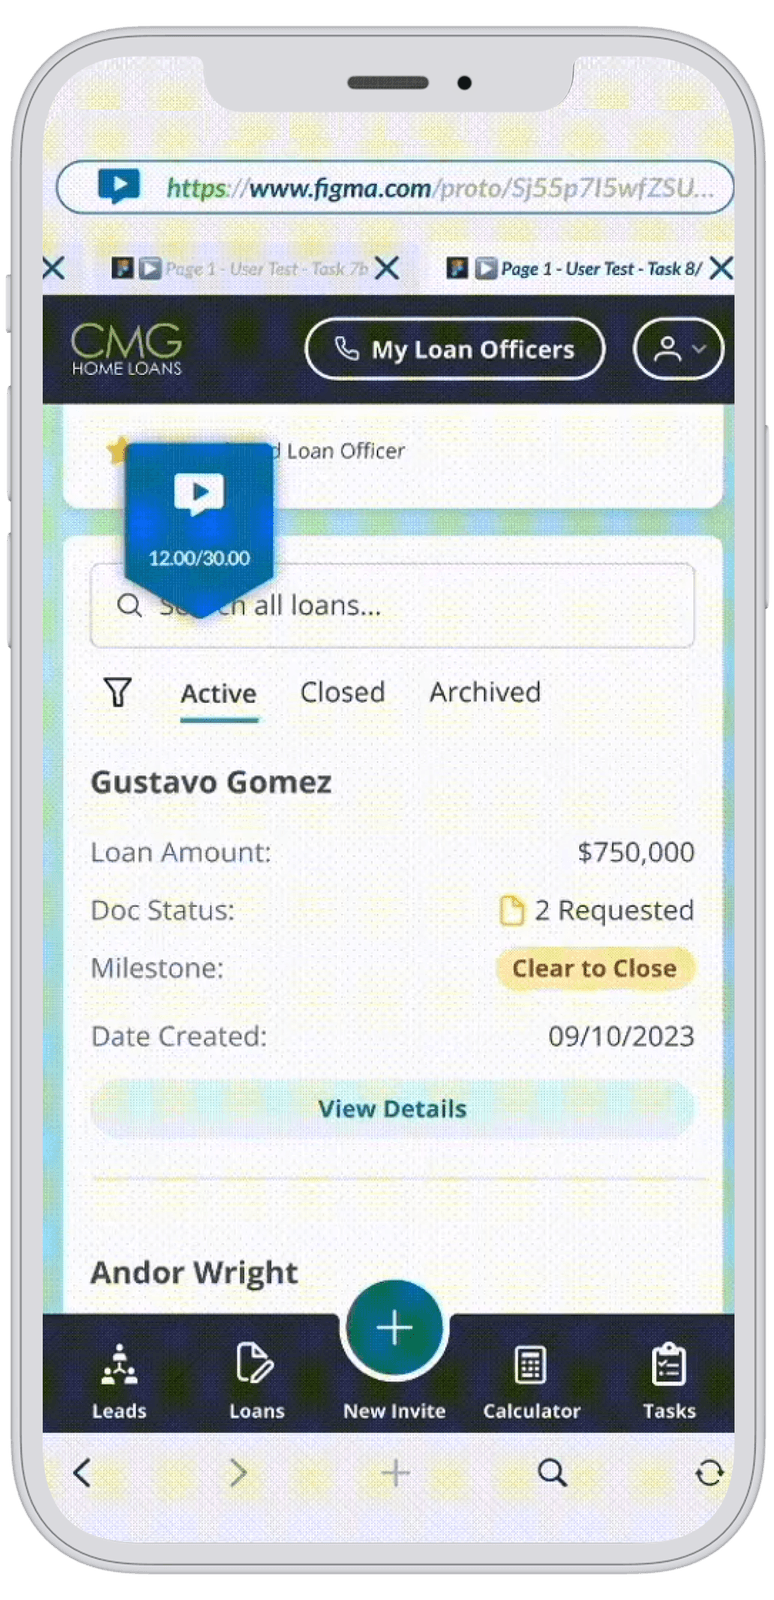 https://www.figma.com/proto/Sj55p7I5wfZSU...
Page 1 - User Test - Task 7b
Page 1 - User Test - Task 8/
CMG
HOME LOANS
My Loan Officers
Loan Officer
12.00/30.00
all loans...
Active Closed Archived
Gustavo Gomez
Loan Amount: $750,000
Doc Status: 2 Requested
Milestone: Clear to Close
Date Created: 09/10/2023
View Details
Andor Wright
Leads Loans New Invite Calculator Tasks